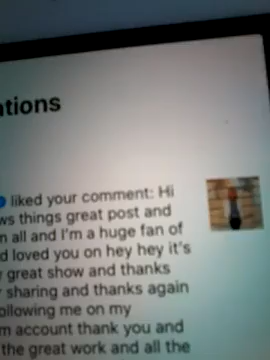 ations
liked your comment: Hi
ws things great post and
n all and I'm a huge fan of
d loved you on hey hey it's
r great show and thanks
r sharing and thanks again
ollowing me on my
m account thank you and
the great work and all the